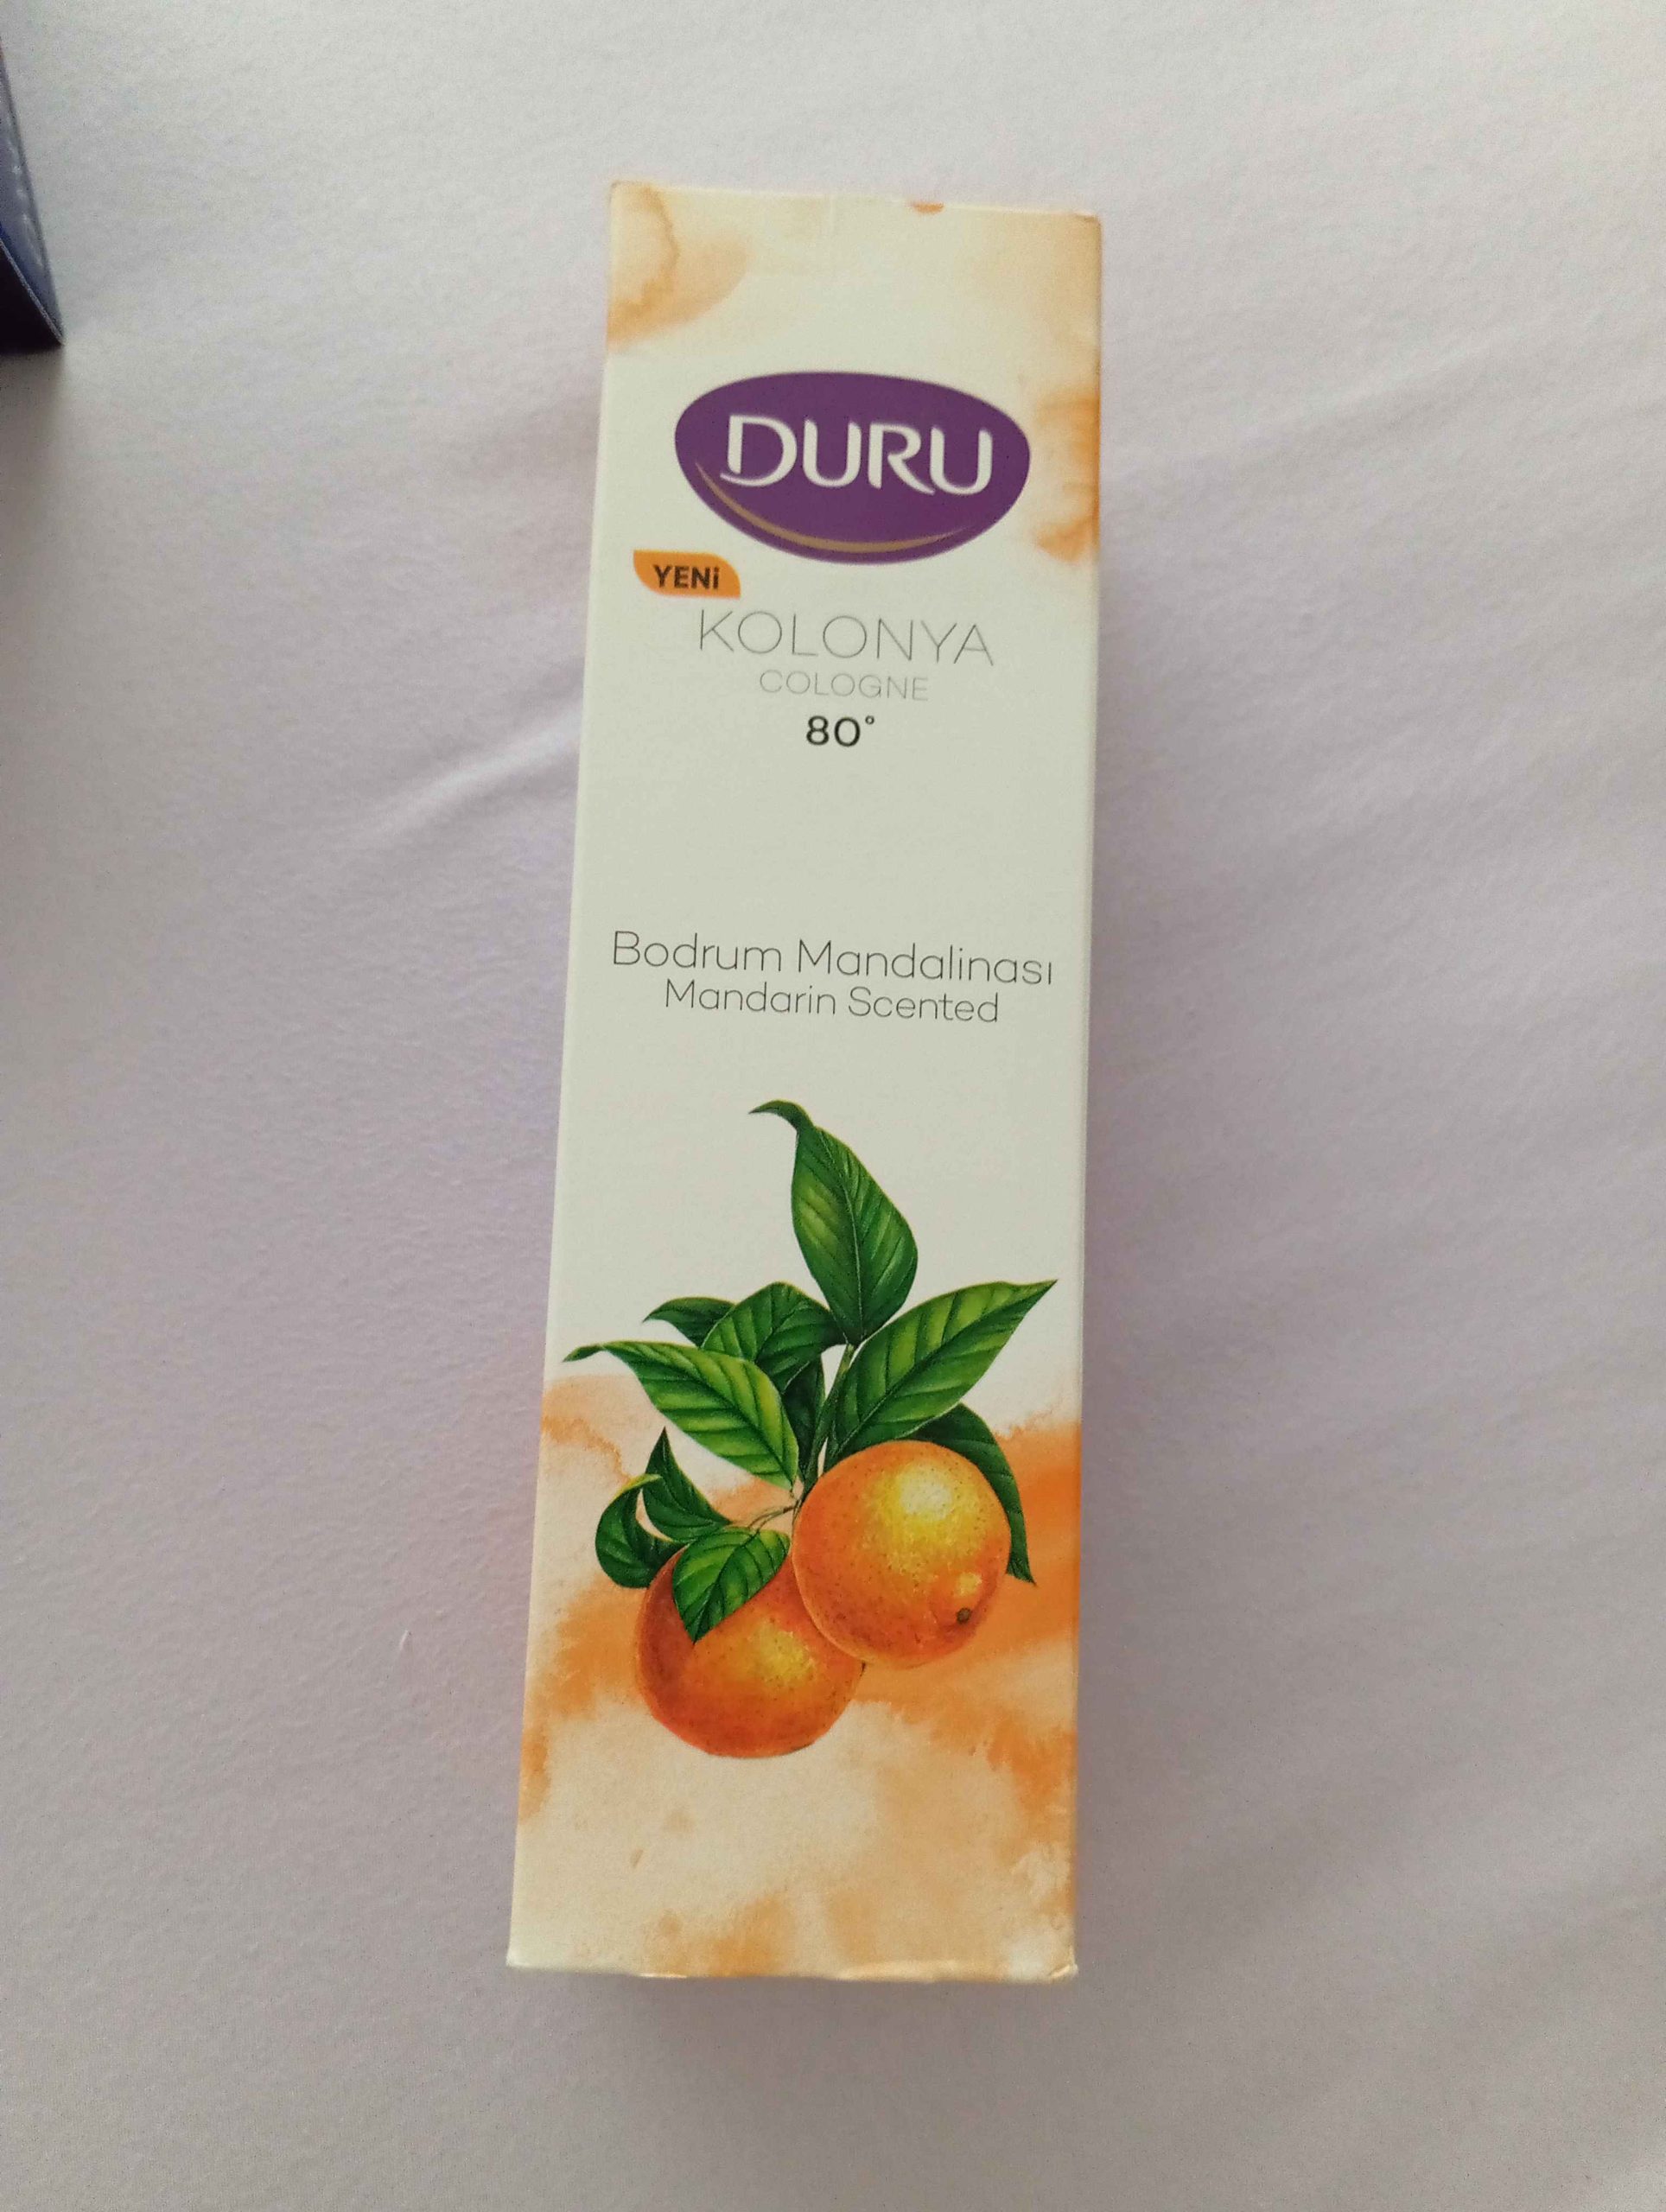 DURU
YENİ
KOLONYA
COLOGNE
80°
Bodrum Mandalinası
Mandarin Scented